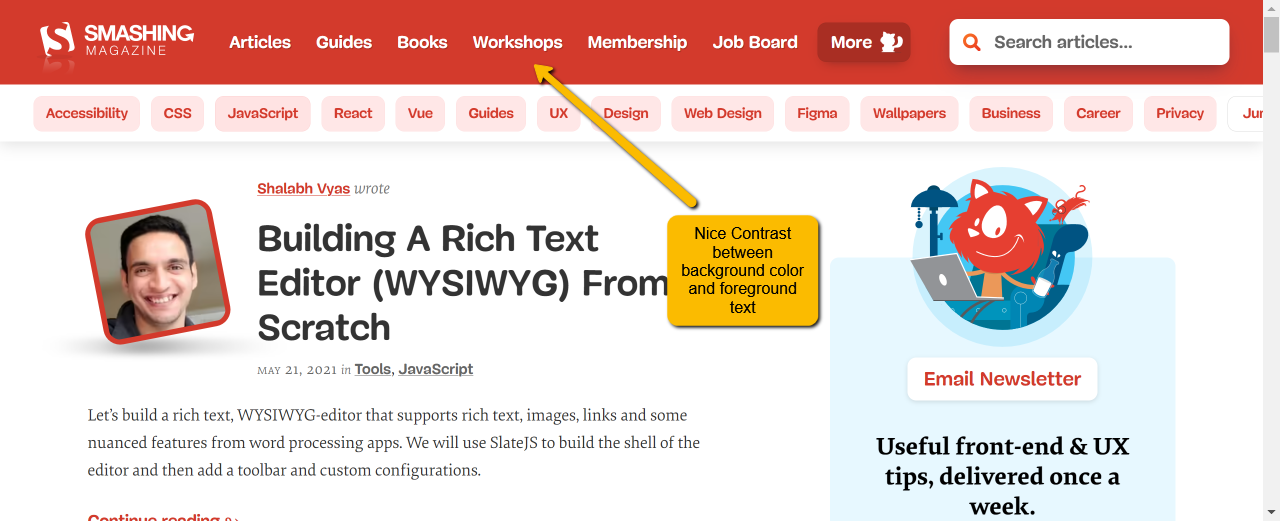 SMASHING
MAGAZINE
Articles Guides Books Workshops Membership Job Board More Search articles...
Accessibility CSS JavaScript React Vue Guides UX Design Web Design Figma Wallpapers Business Career Privacy
Shalabh Vyas wrote
Building A Rich Text
Editor (WYSIWYG) From
Scratch
MAY 21, 2021 in Tools, JavaScript
Let’s build a rich text, WYSIWYG-editor that supports rich text, images, links and some
nuanced features from word processing apps. We will use SlateJS to build the shell of the
editor and then add a toolbar and custom configurations.
Continue reading
Nice Contrast
between
background color
and foreground
text
Email Newsletter
Useful front-end & UX
tips, delivered once a
week.